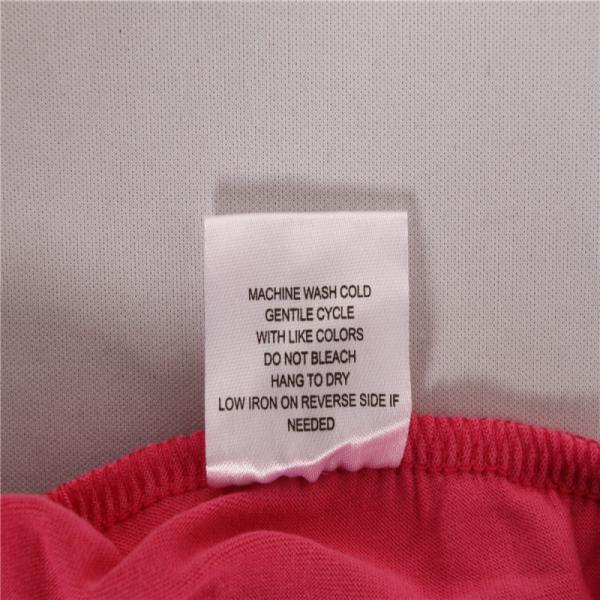 MACHINE WASH COLD
GENTILE CYCLE
WITH LIKE COLORS
DO NOT BLEACH
HANG TO DRY
LOW IRON ON REVERSE SIDE IF
NEEDED